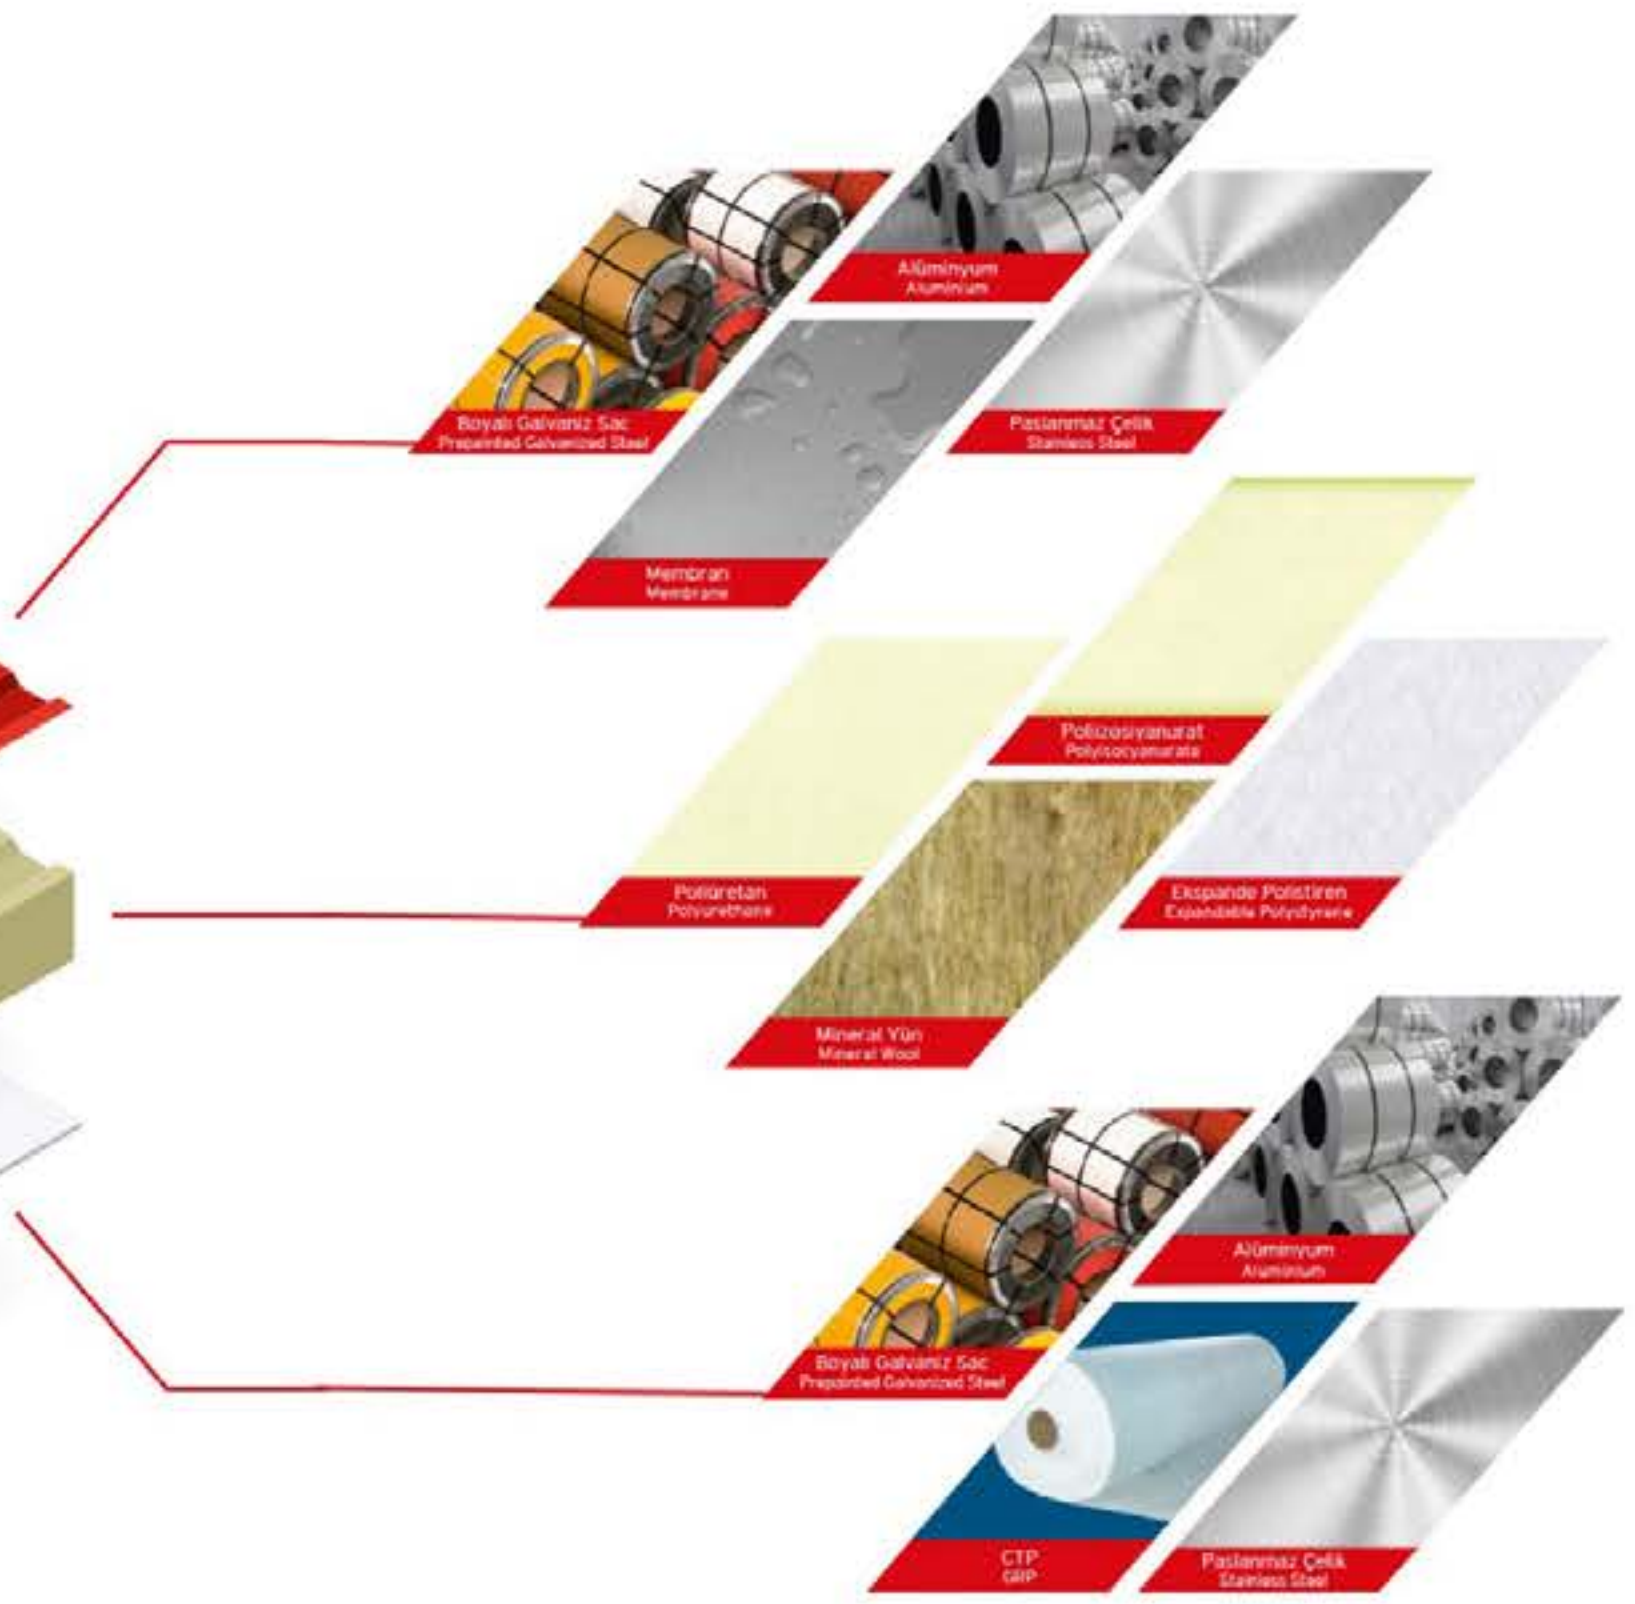 Alüminyum
Aluminium
Boyalı Galvaniz Sac
Prepainted Galvanized Steel
Paslanmaz Çelik
Stainless Steel
Membran
Membrane
Poliizosiyanurat
Polyisocyanurate
Poliüretan
Polyurethane
Ekspande Polistiren
Expandable Polystyrene
Mineral Yün
Mineral Wool
Alüminyum
Aluminium
Boyalı Galvaniz Sac
Prepainted Galvanized Steel
CTP
GRP
Paslanmaz Çelik
Stainless Steel